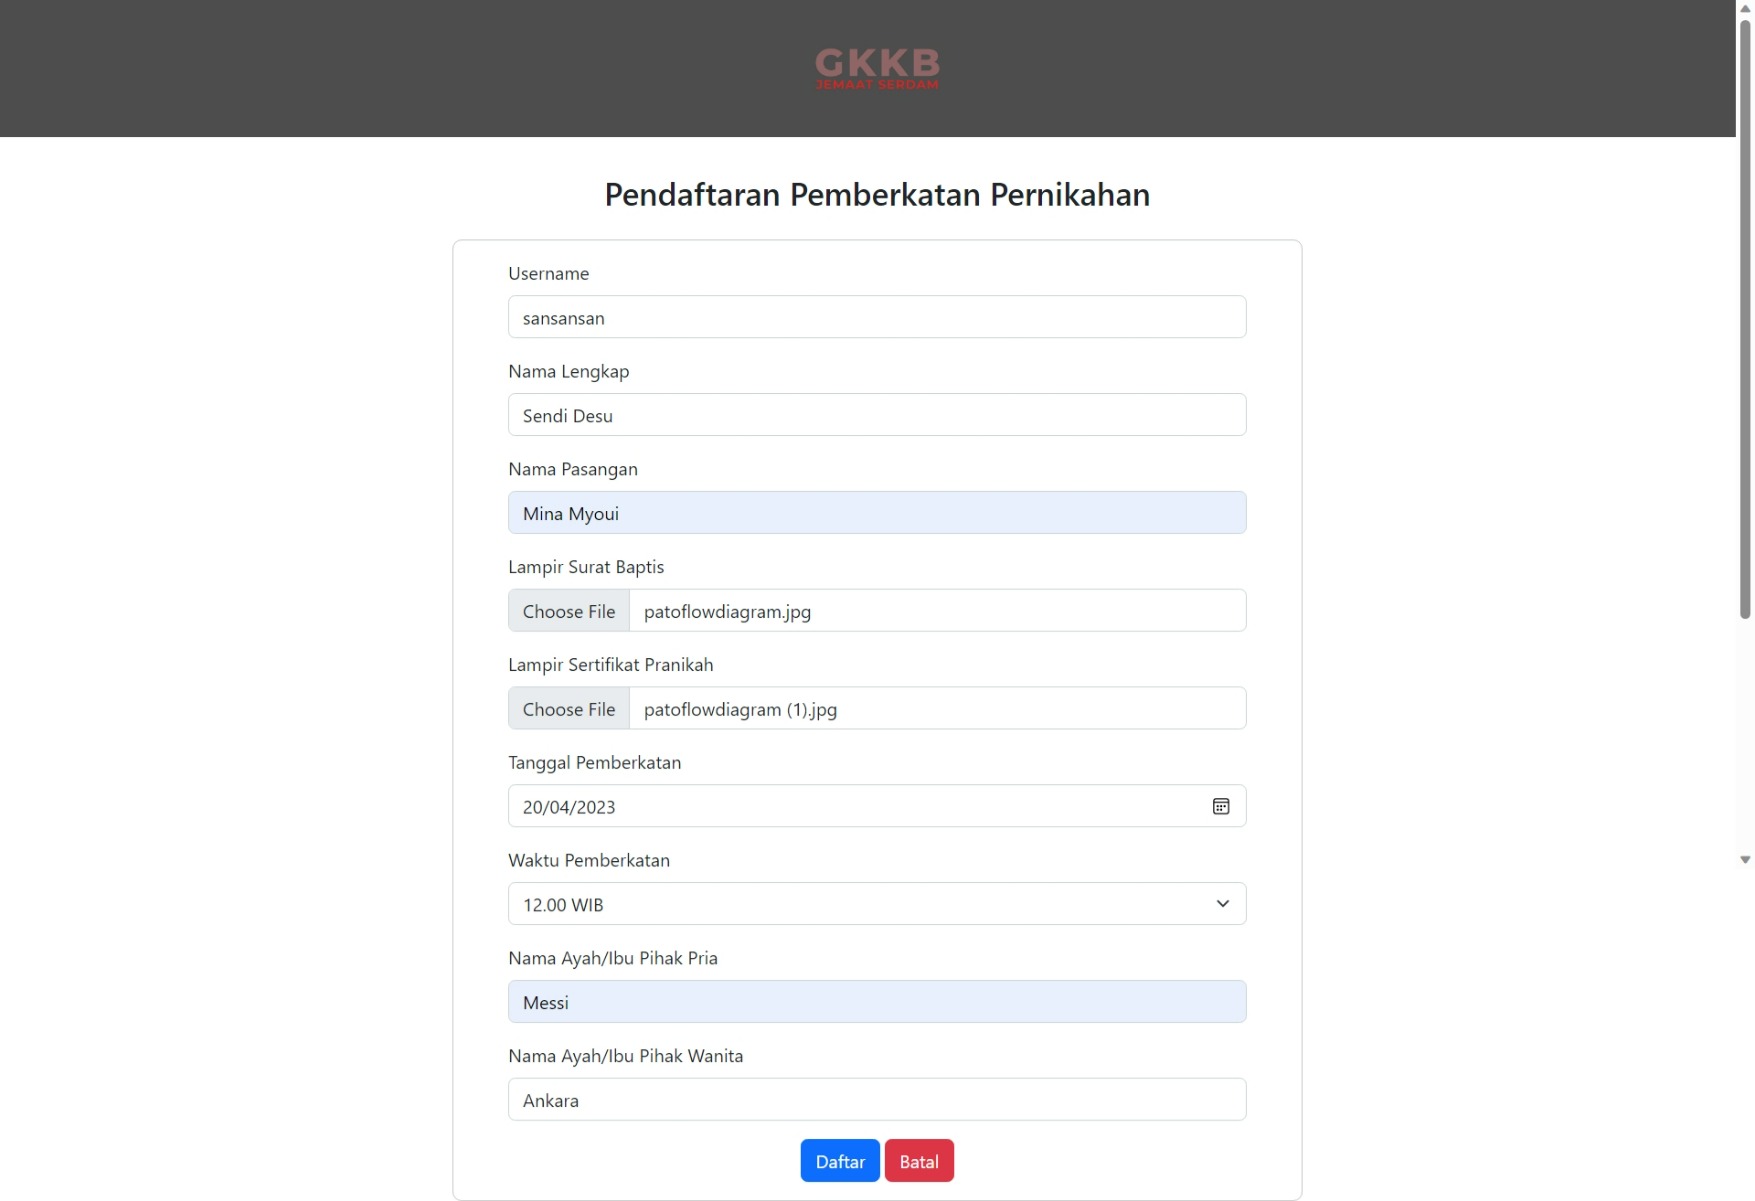 GKKB
JEMAAT SERDAM
Pendaftaran Pemberkatan Pernikahan
Username
sansansan
Nama Lengkap
Sendi Desu
Nama Pasangan
Mina Myoui
Lampir Surat Baptis
Choose File patoflowdiagram.jpg
Lampir Sertifikat Pranikah
Choose File patoflowdiagram (1).jpg
Tanggal Pemberkatan
20/04/2023
Waktu Pemberkatan
12.00 WIB
Nama Ayah/Ibu Pihak Pria
Messi
Nama Ayah/Ibu Pihak Wanita
Ankara
Daftar Batal